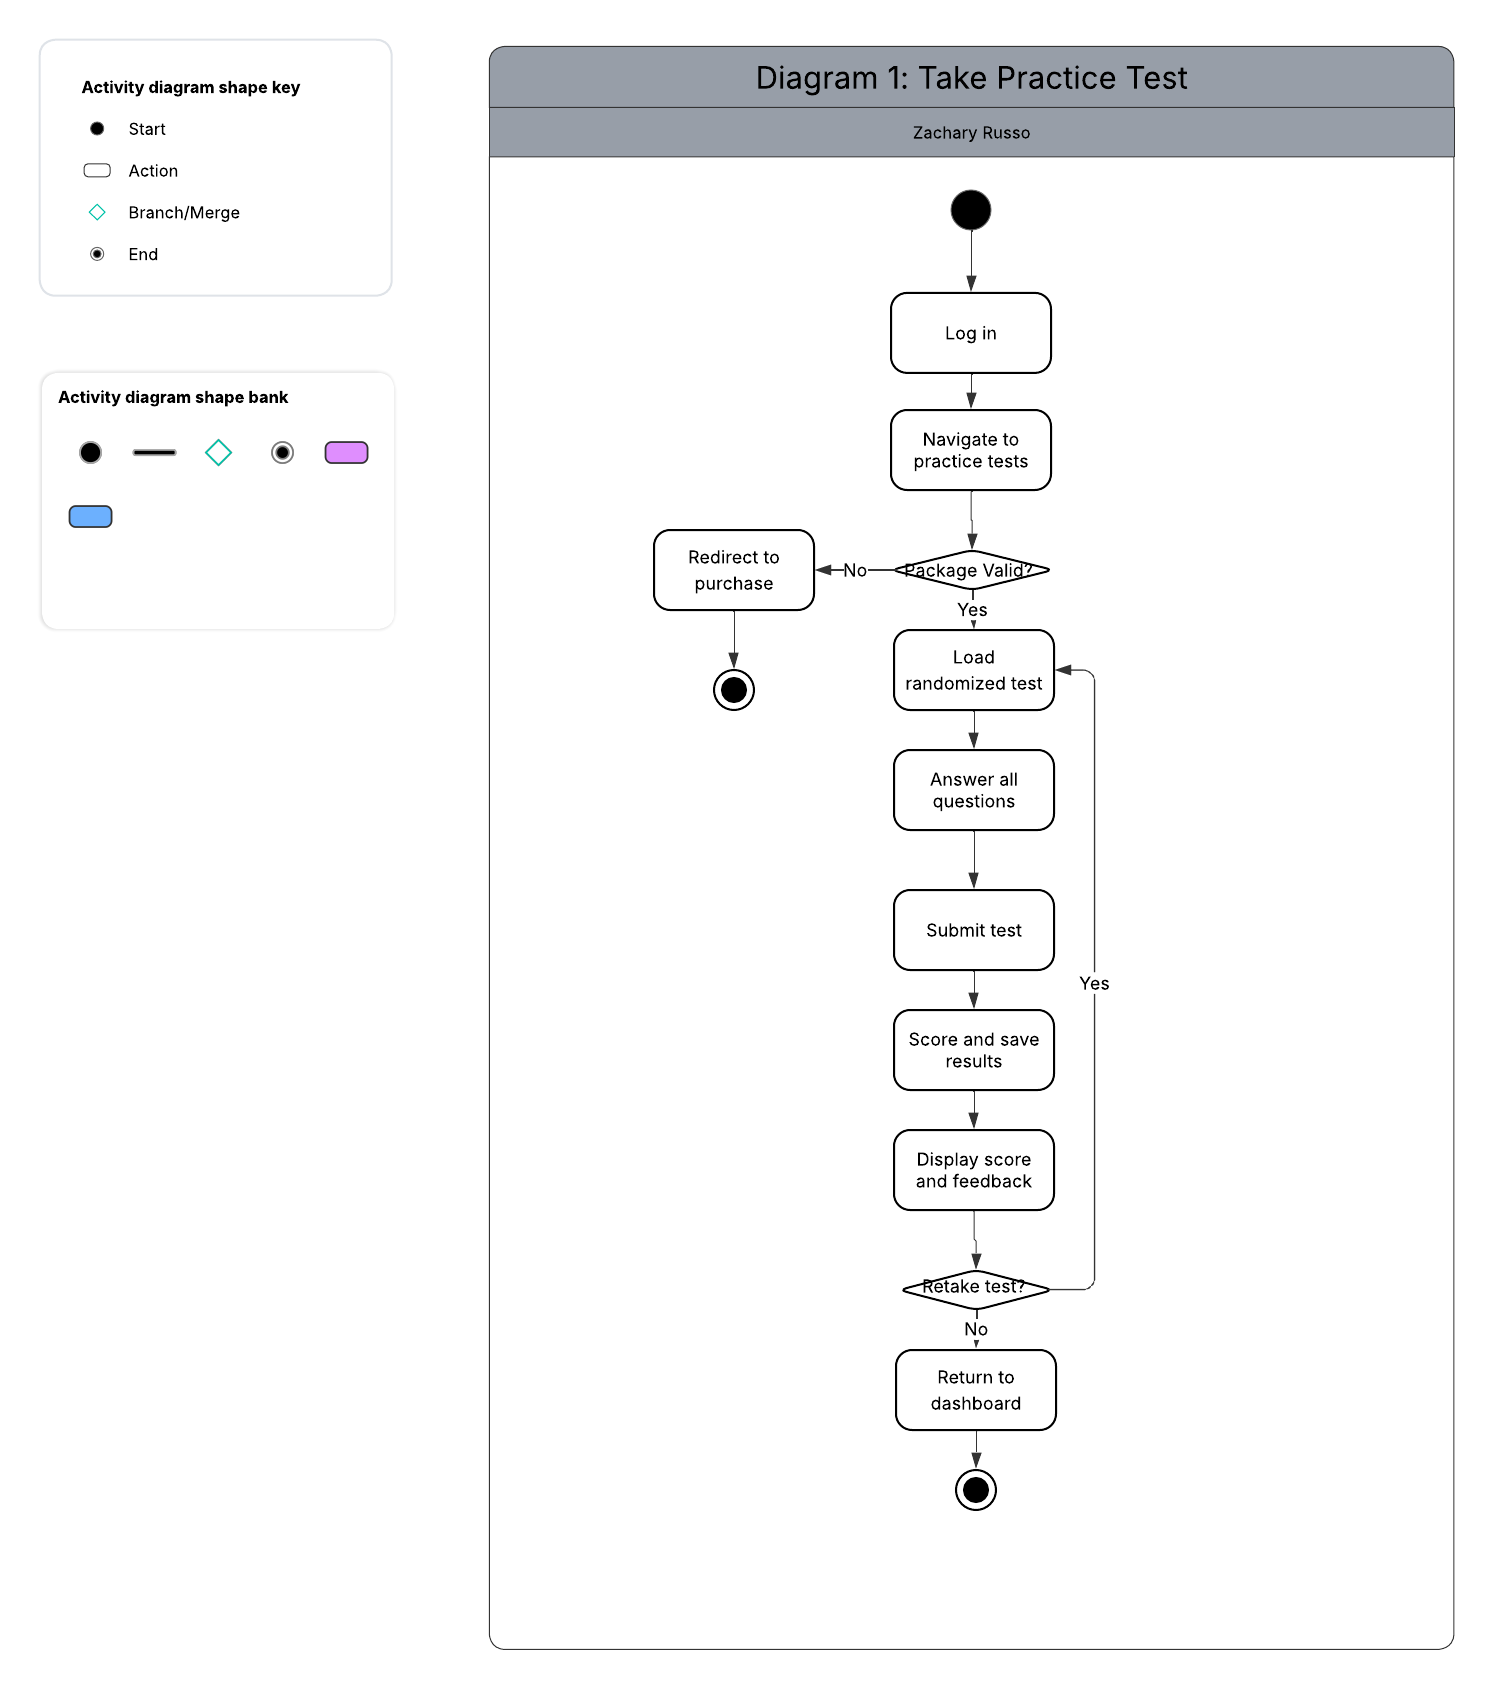 Activity diagram shape key
Start
Action
Branch/Merge
End
Activity diagram shape bank
Diagram 1: Take Practice Test
Zachary Russo
Log in
Navigate to
practice tests
Package Valid?
No
Redirect to
purchase
Yes
Load
randomized test
Answer all
questions
Submit test
Yes
Score and save
results
Display score
and feedback
Retake test?
No
Return to
dashboard